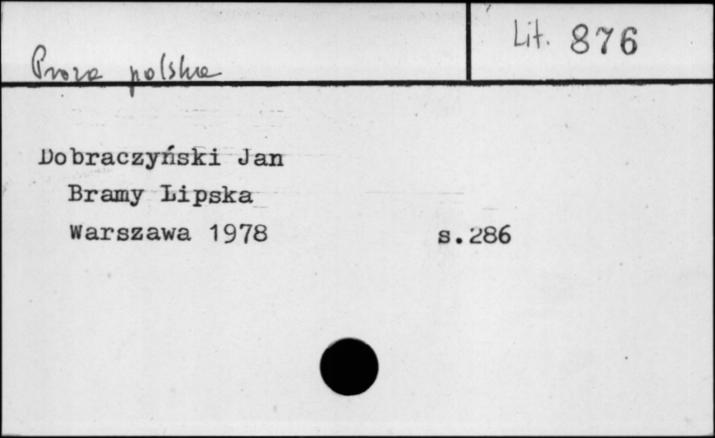 Lit. 876
Proza polska
Dobraczyński Jan
Bramy Lipska
Warszawa 1978 s.286